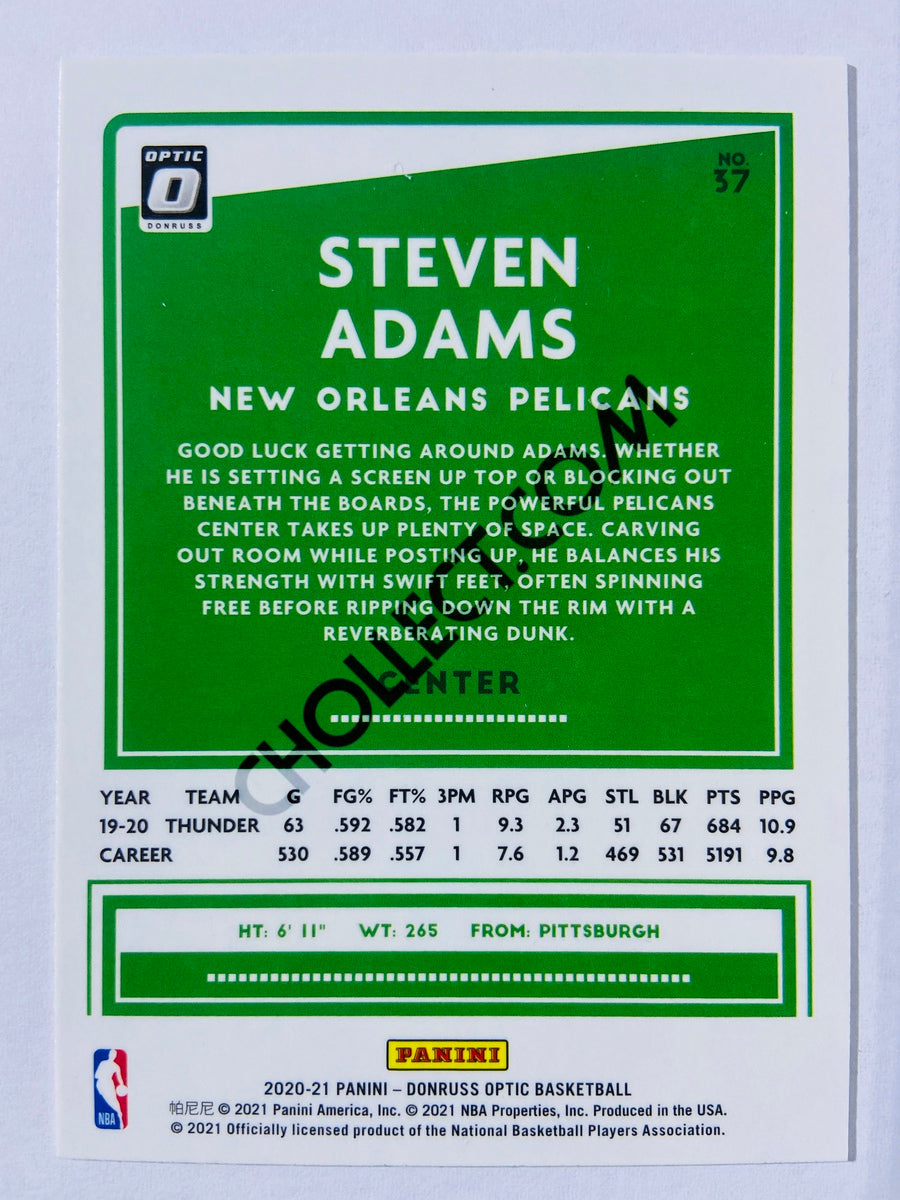 OPTIC
DONRUSS
NO.
37
STEVEN
ADAMS
NEW ORLEANS PELICANS
GOOD LUCK GETTING AROUND ADAMS. WHETHER
HE IS SETTING A SCREEN UP TOP OR BLOCKING OUT
BENEATH THE BOARDS, THE POWERFUL PELICANS
CENTER TAKES UP PLENTY OF SPACE. CARVING
OUT ROOM WHILE POSTING UP, HE BALANCES HIS
STRENGTH WITH SWIFT FEET, OFTEN SPINNING
FREE BEFORE RIPPING DOWN THE RIM WITH A
REVERBERATING DUNK.
CENTER
CHOLLECT.COM
YEAR TEAM G FG% FT% 3PM RPG APG STL BLK PTS PPG
19-20 THUNDER 63 .592 .582 1 9.3 2.3 51 67 684 10.9
CAREER 530 .589 .557 1 7.6 1.2 469 531 5191 9.8
HT: 6' 11" WT: 265 FROM: PITTSBURGH
PANINI
NBA
2020-21 PANINI – DONRUSS OPTIC BASKETBALL
帕尼尼 © 2021 Panini America, Inc. © 2021 NBA Properties, Inc. Produced in the USA.
© 2021 Officially licensed product of the National Basketball Players Association.